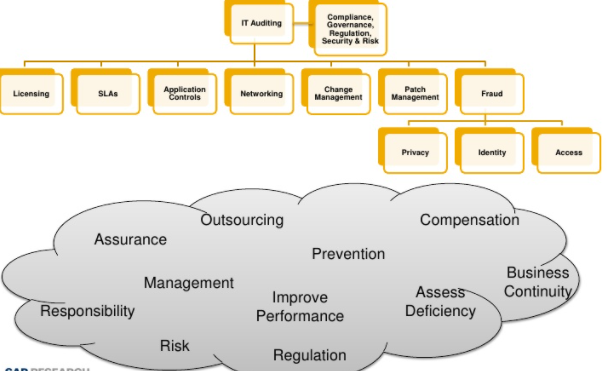 IT Auditing
Compliance,
Governance,
Regulation,
Security & Risk
Licensing
SLAs
Application
Controls
Networking
Change
Management
Patch
Management
Fraud
Privacy
Identity
Access
Outsourcing
Compensation
Assurance
Prevention
Management
Business
Continuity
Improve
Performance
Assess
Deficiency
Responsibility
Risk
Regulation